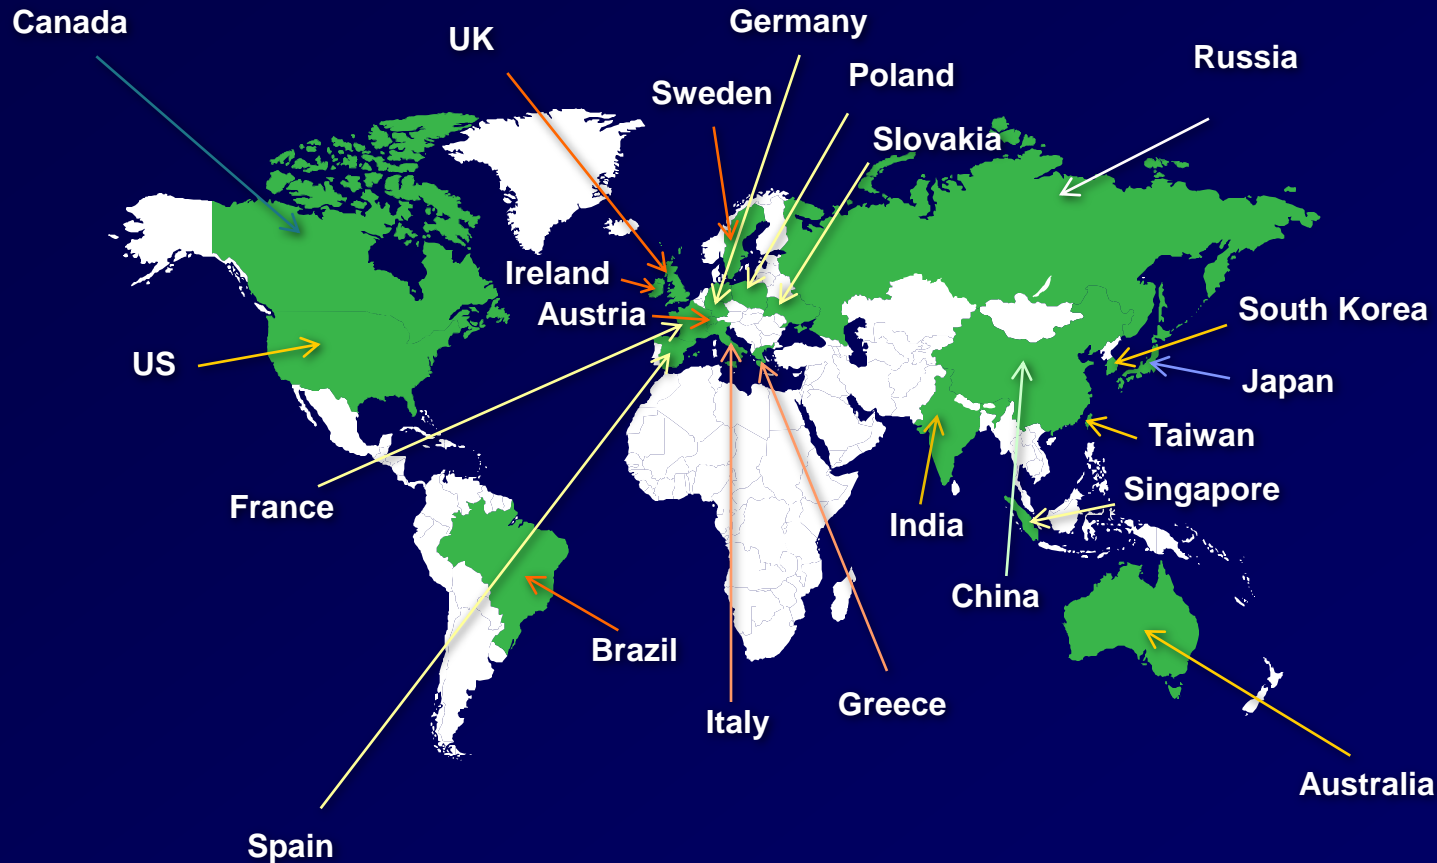 Canada
UK
Germany
Sweden
Poland
Russia
Slovakia
Ireland
Austria
US
South Korea
Japan
Taiwan
France
India
Singapore
China
Brazil
Italy
Greece
Australia
Spain